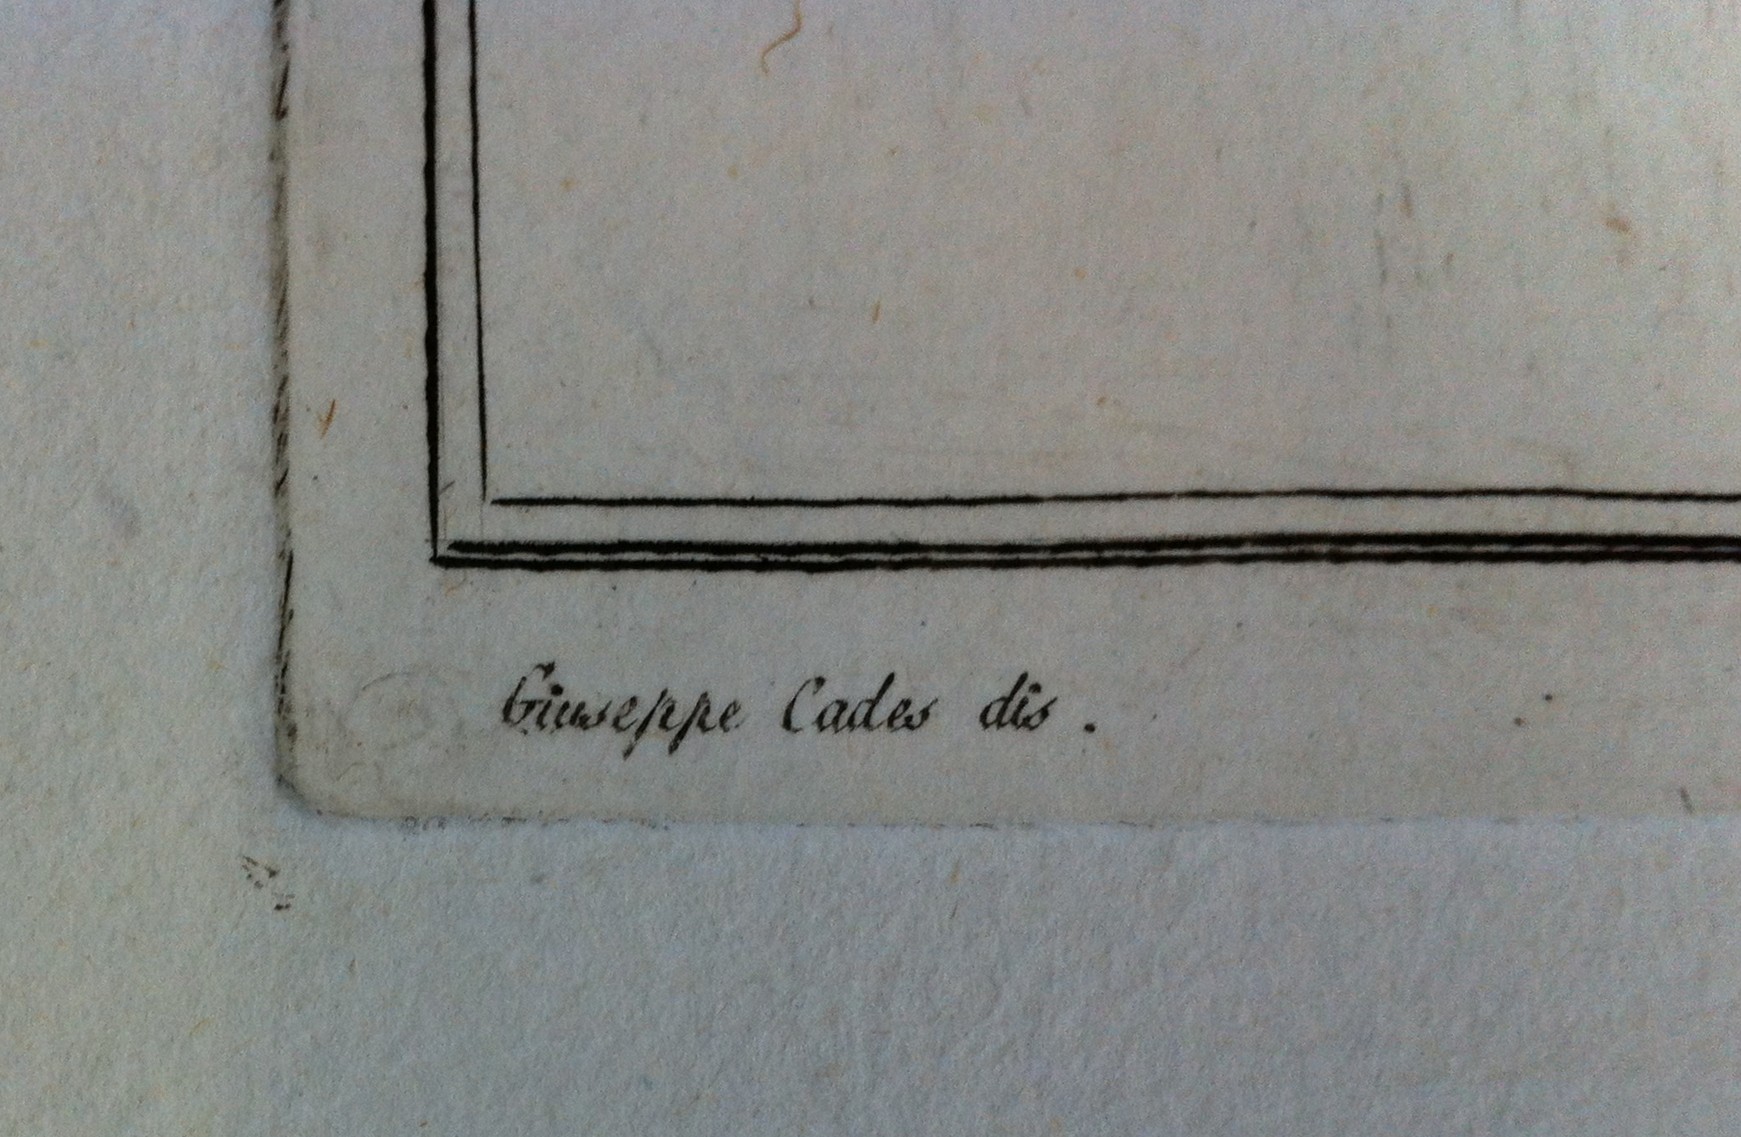 Giuseppe Cades dis .